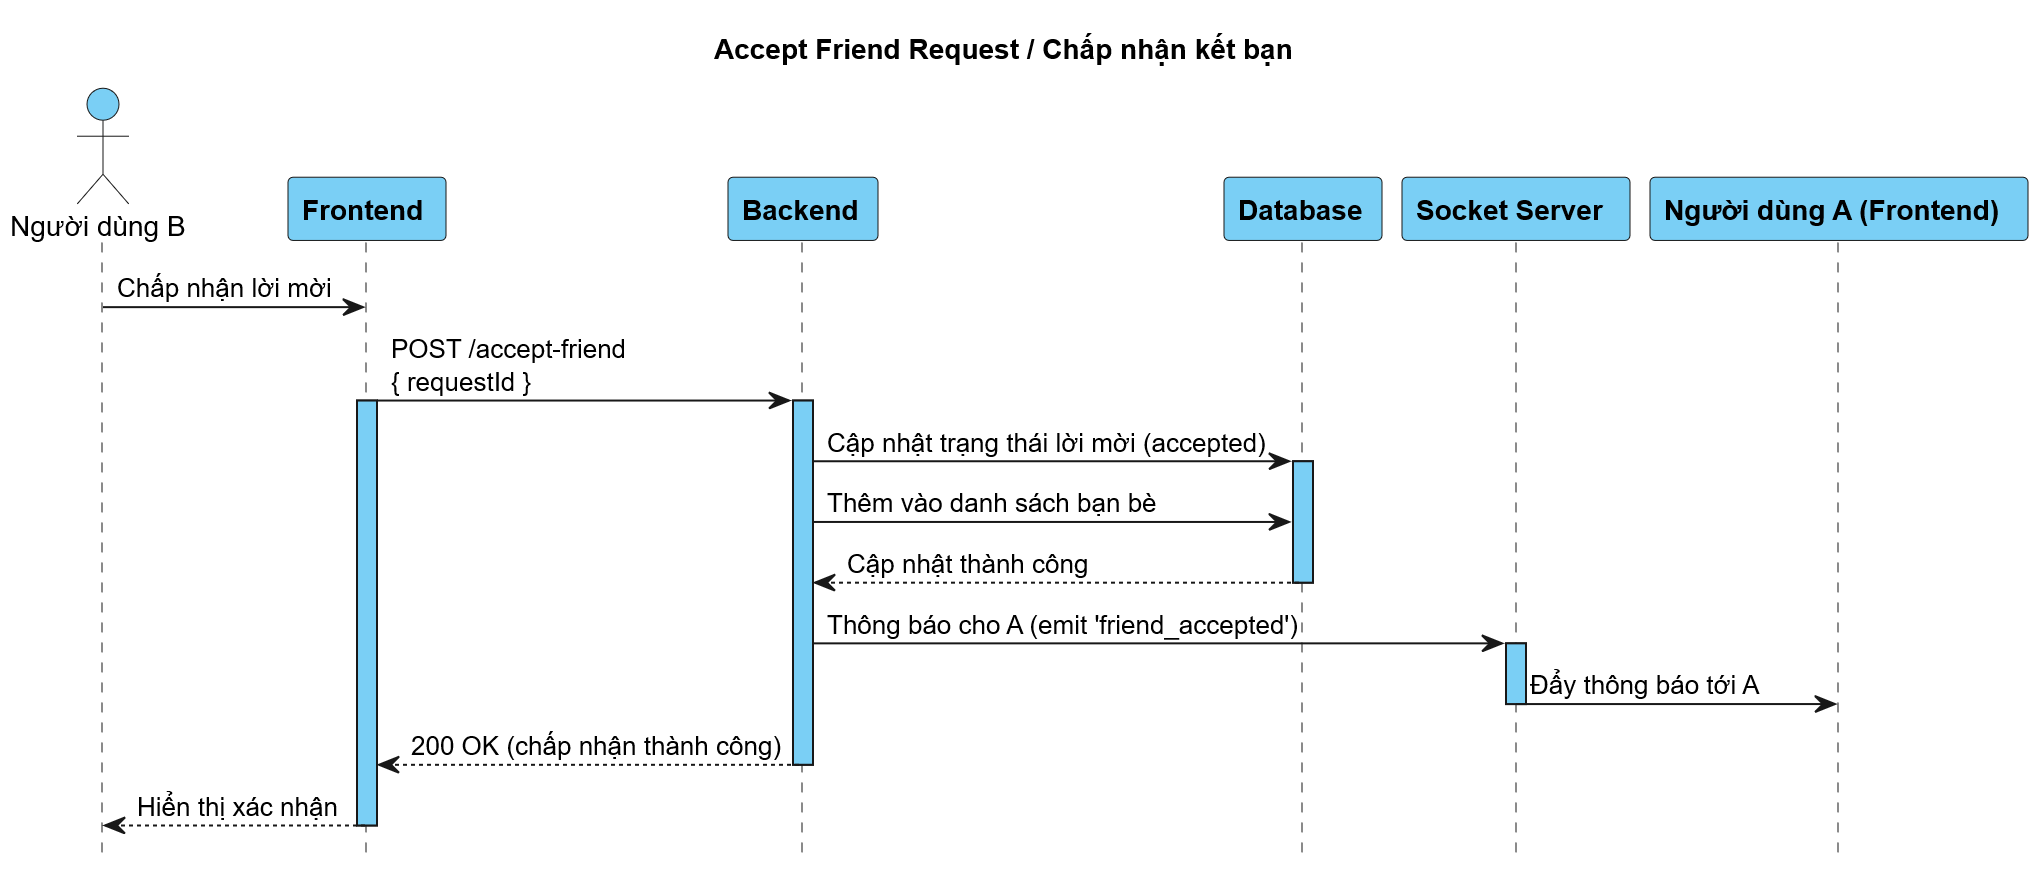 Accept Friend Request / Chấp nhận kết bạn
Người dùng B
Frontend
Backend
Database
Socket Server
Người dùng A (Frontend)
Chấp nhận lời mời
POST /accept-friend
{ requestId }
Cập nhật trạng thái lời mời (accepted)
Thêm vào danh sách bạn bè
Cập nhật thành công
Thông báo cho A (emit 'friend_accepted')
Đẩy thông báo tới A
200 OK (chấp nhận thành công)
Hiển thị xác nhận